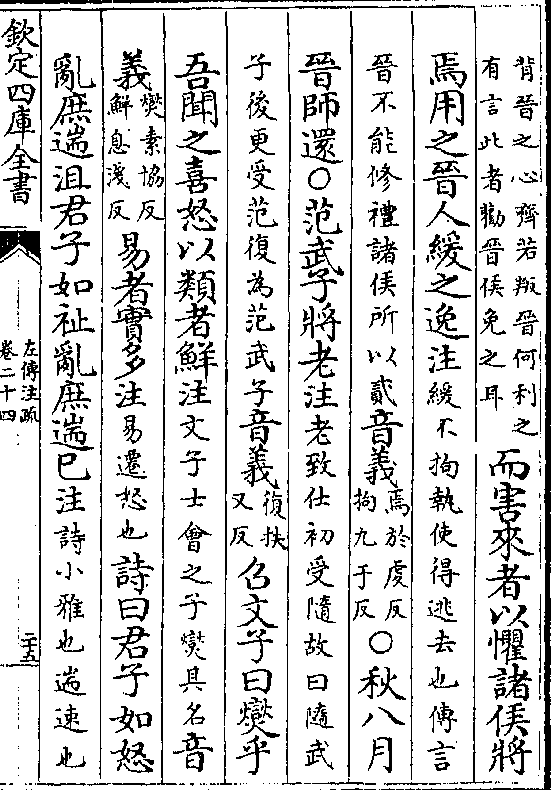 背晉之心齊若叛晉何利之
有言此者勸晉侯免之耳
而害來者以懼諸侯將
焉用之晉人緩之逸注緩不拘執使得逃去也傳言
晉不能修禮諸侯所以貳音義焉於虔反
拘九于反
○秋八月
晉師還○范武子將老注老致仕初受隨故曰隨武
子後更受范復為范武子音義復扶
又反
召文子曰燮乎
吾聞之喜怒以類者鮮注文子士會之子燮其名音
義燮素協反
鮮息淺反
易者實多注易遷怒也詩曰君子如怒
亂庶遄沮君子如祉亂庶遄已注詩小雅也遄速也
欽定四庫全書
左傳注疏
卷二十四
二十五